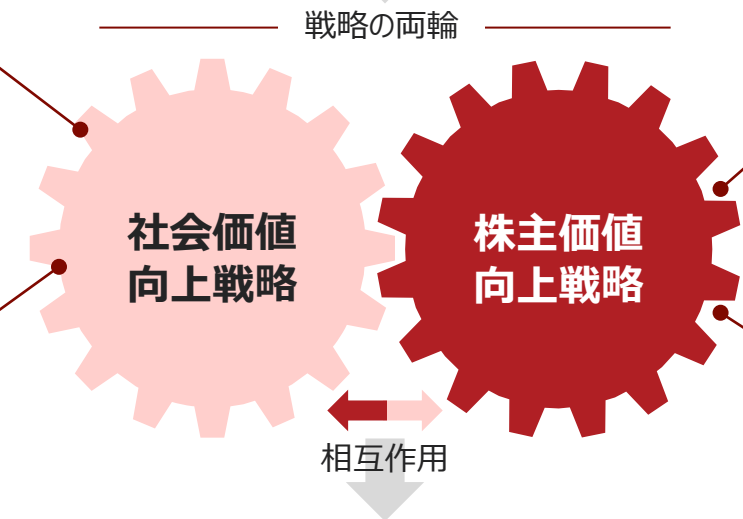 戦略の両輪
社会価値
向上戦略
株主価値
向上戦略
相互作用